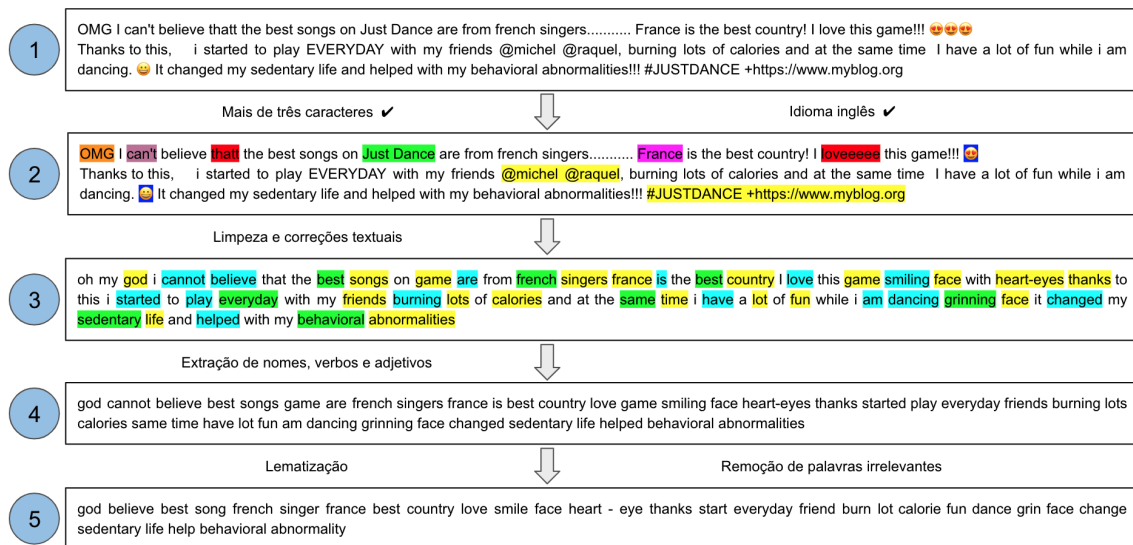 1
OMG I can't believe thatt the best songs on Just Dance are from french singers........... France is the best country! I love this game!!! 😍😍😍
Thanks to this, i started to play EVERYDAY with my friends @michel @raquel, burning lots of calories and at the same time I have a lot of fun while i am
dancing. 😀 It changed my sedentary life and helped with my behavioral abnormalities!!! #JUSTDANCE +https://www.myblog.org
Mais de três caracteres ✔
Idioma inglês ✔
2
OMG I can't believe thatt the best songs on Just Dance are from french singers........... France is the best country! I loveeeee this game!!! 😍
Thanks to this, i started to play EVERYDAY with my friends @michel @raquel, burning lots of calories and at the same time I have a lot of fun while i am
dancing. 😀 It changed my sedentary life and helped with my behavioral abnormalities!!! #JUSTDANCE +https://www.myblog.org
Limpeza e correções textuais
3
oh my god i cannot believe that the best songs on game are from french singers france is the best country I love this game smiling face with heart-eyes thanks to
this i started to play everyday with my friends burning lots of calories and at the same time i have a lot of fun while i am dancing grinning face it changed my
sedentary life and helped with my behavioral abnormalities
Extração de nomes, verbos e adjetivos
4
god cannot believe best songs game are french singers france is best country love game smiling face heart-eyes thanks started play everyday friends burning lots
calories same time have lot fun am dancing grinning face changed sedentary life helped behavioral abnormalities
Lematização
Remoção de palavras irrelevantes
5
god believe best song french singer france best country love smile face heart - eye thanks start everyday friend burn lot calorie fun dance grin face change
sedentary life help behavioral abnormality